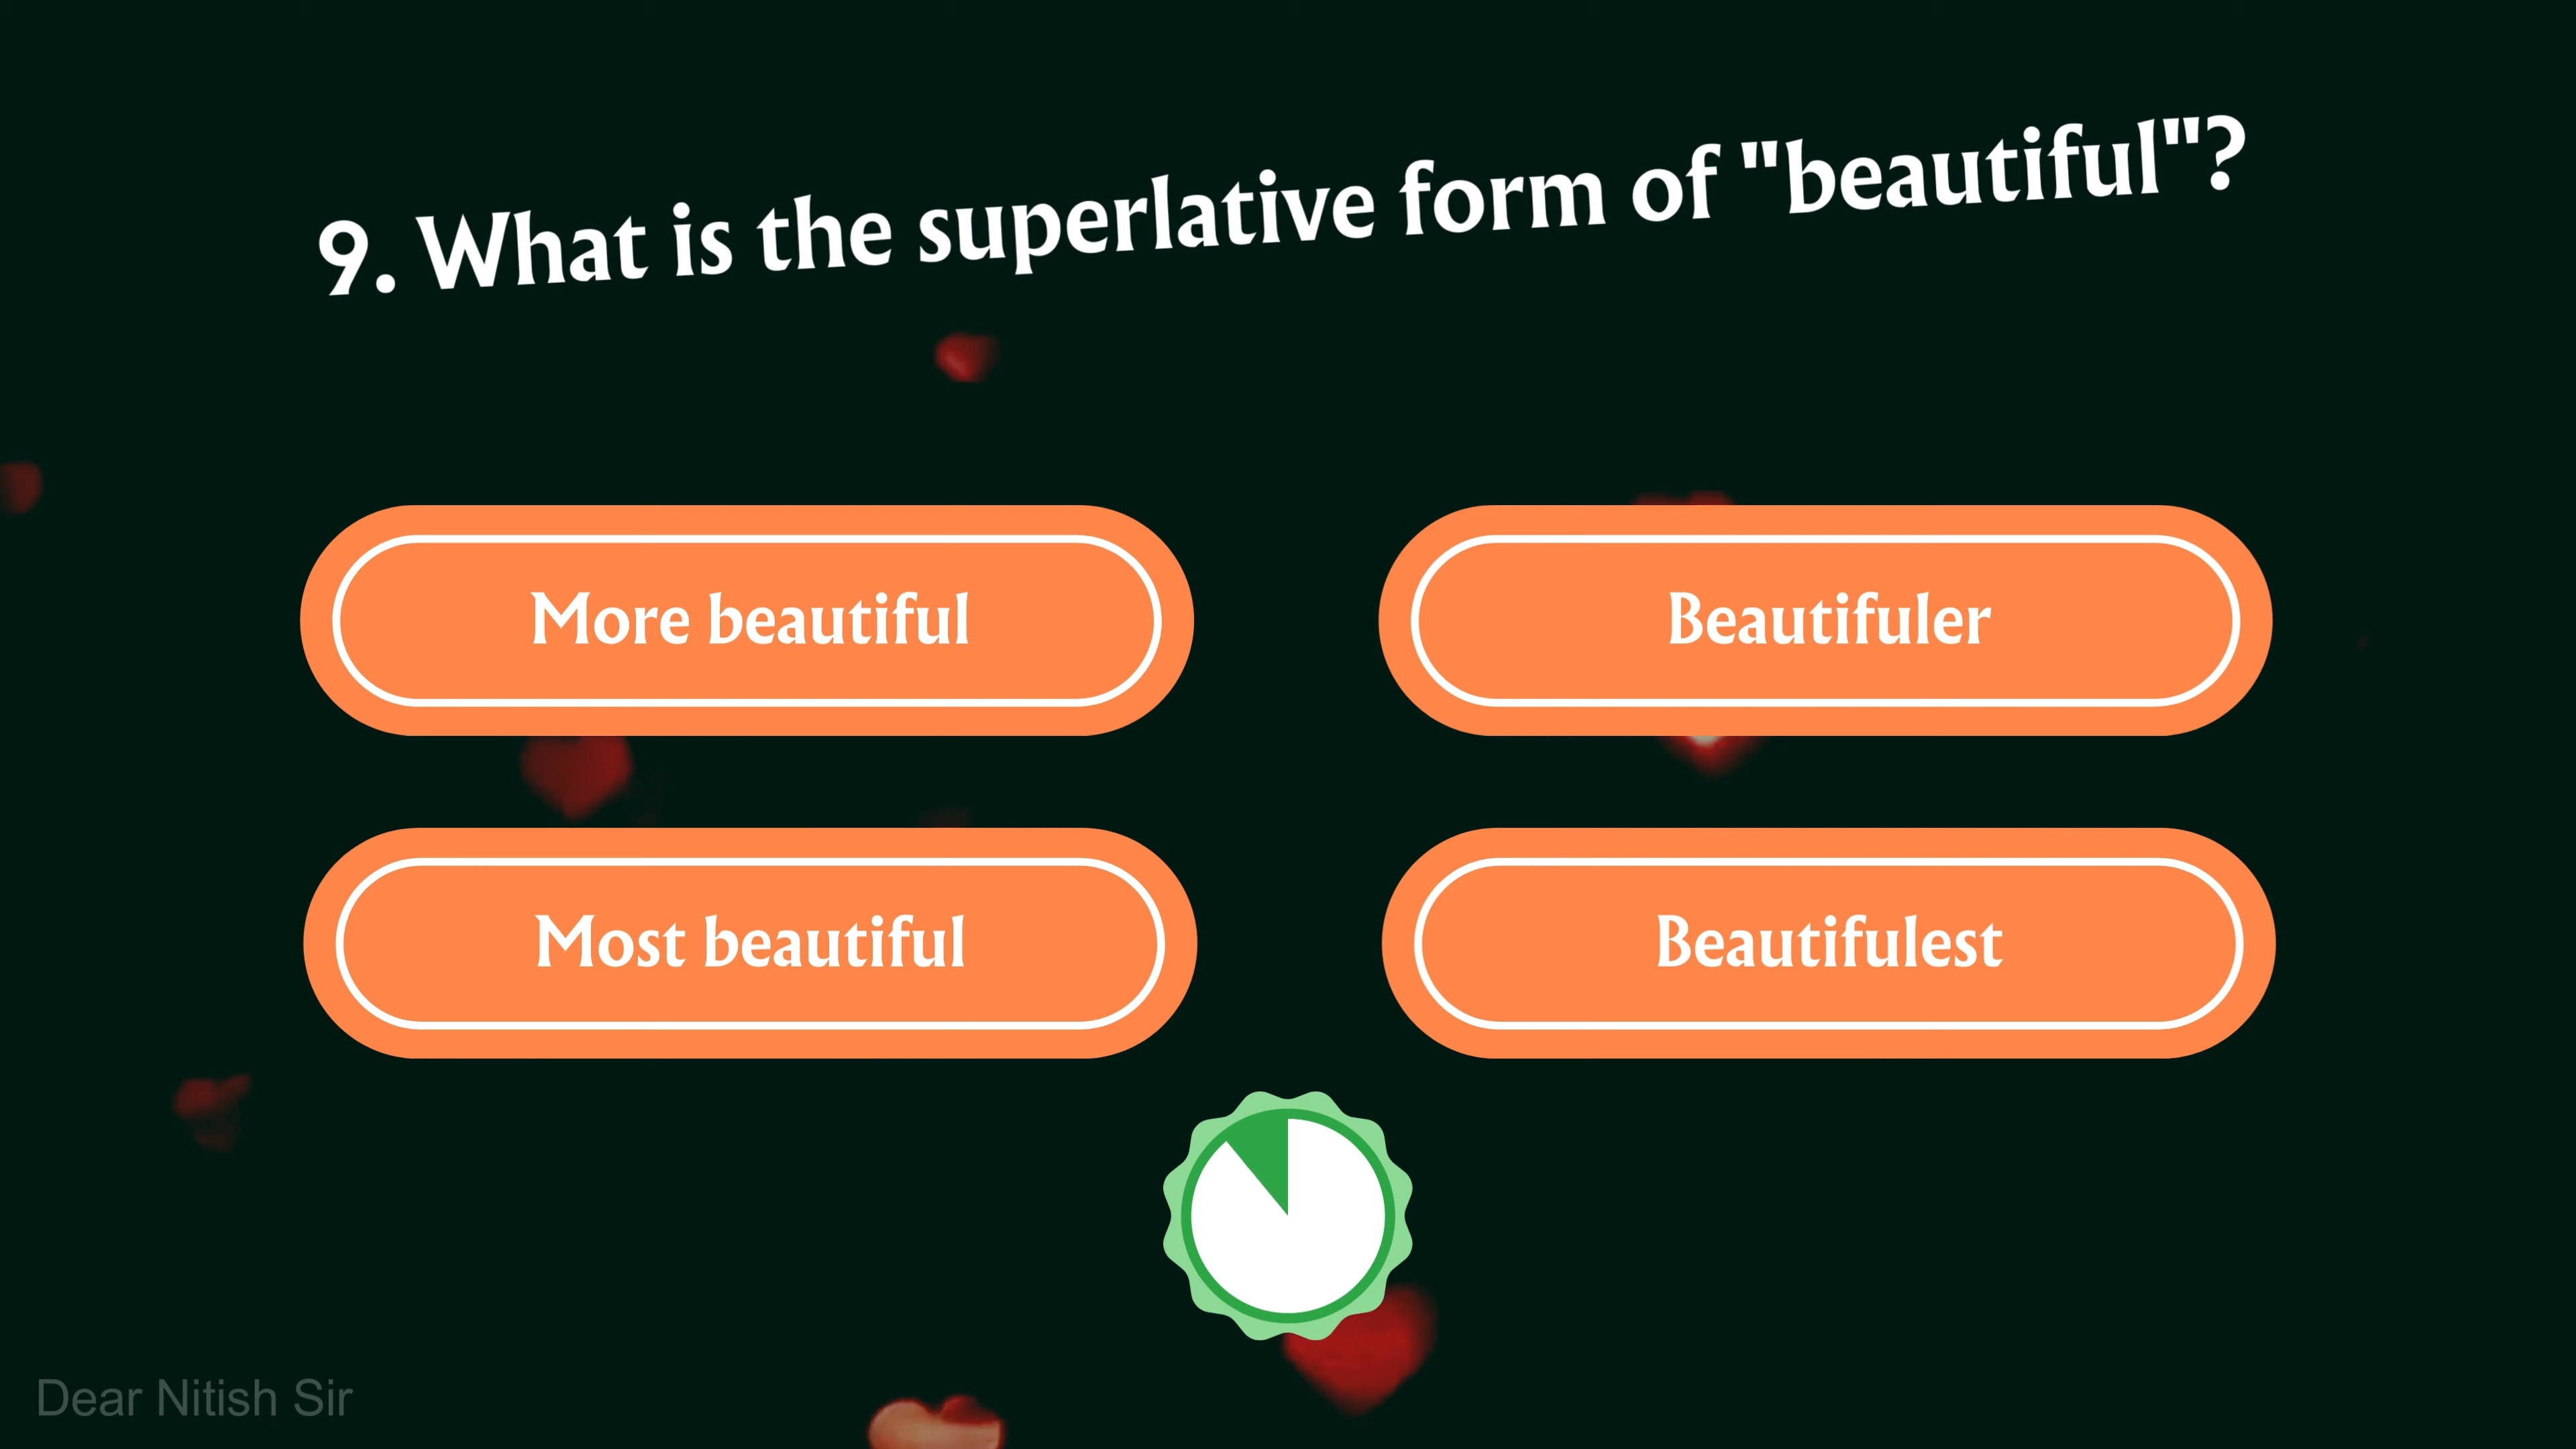 9. What is the superlative form of "beautiful"?
More beautiful
Beautifuler
Most beautiful
Beautifulest
Dear Nitish Sir